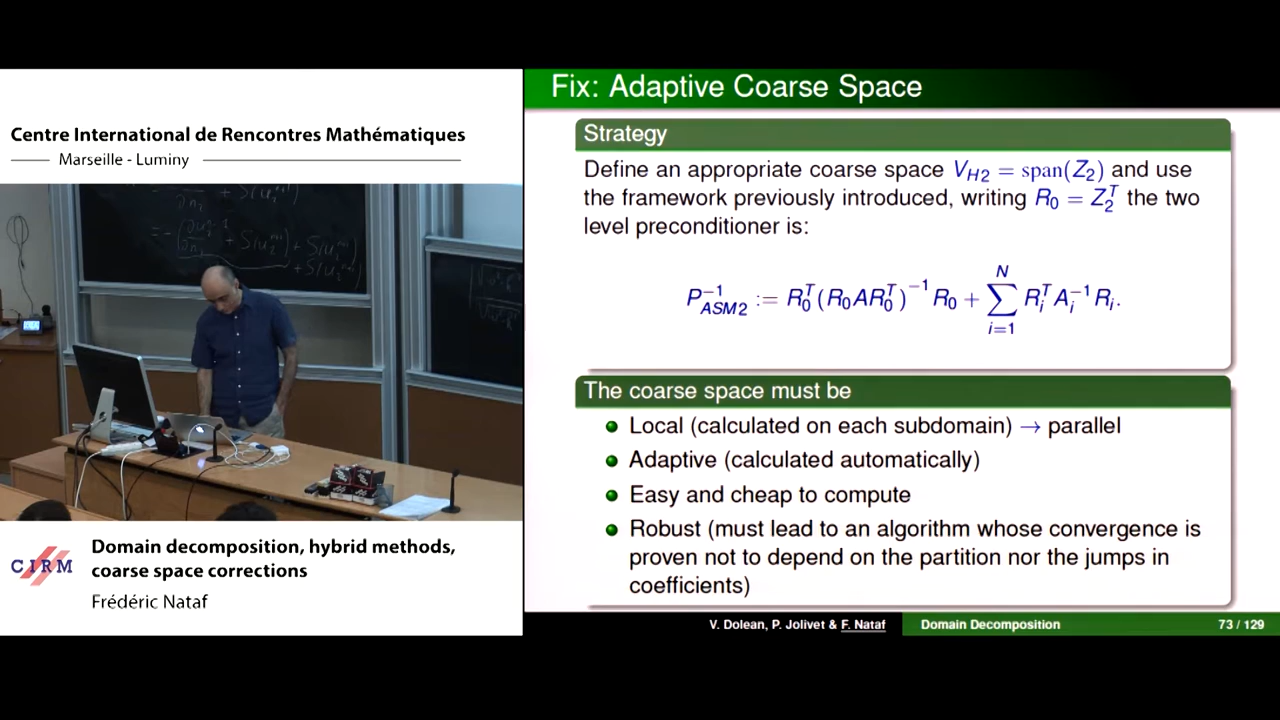 Centre International de Rencontres Mathématiques
Marseille - Luminy
CIRM
Domain decomposition, hybrid methods,
coarse space corrections
Frédéric Nataf
Fix: Adaptive Coarse Space
Strategy
Define an appropriate coarse space V_{H2} = span(Z_2) and use
the framework previously introduced, writing R_0 = Z_2^T the two
level preconditioner is:
P_{ASM2}^{-1} := R_0^T (R_0 A R_0^T)^{-1} R_0 + \sum_{i=1}^{N} R_i^T A_i^{-1} R_i.
The coarse space must be
Local (calculated on each subdomain) → parallel
Adaptive (calculated automatically)
Easy and cheap to compute
Robust (must lead to an algorithm whose convergence is
proven not to depend on the partition nor the jumps in
coefficients)
V. Dolean, P. Jolivet & F. Nataf Domain Decomposition 73 / 129